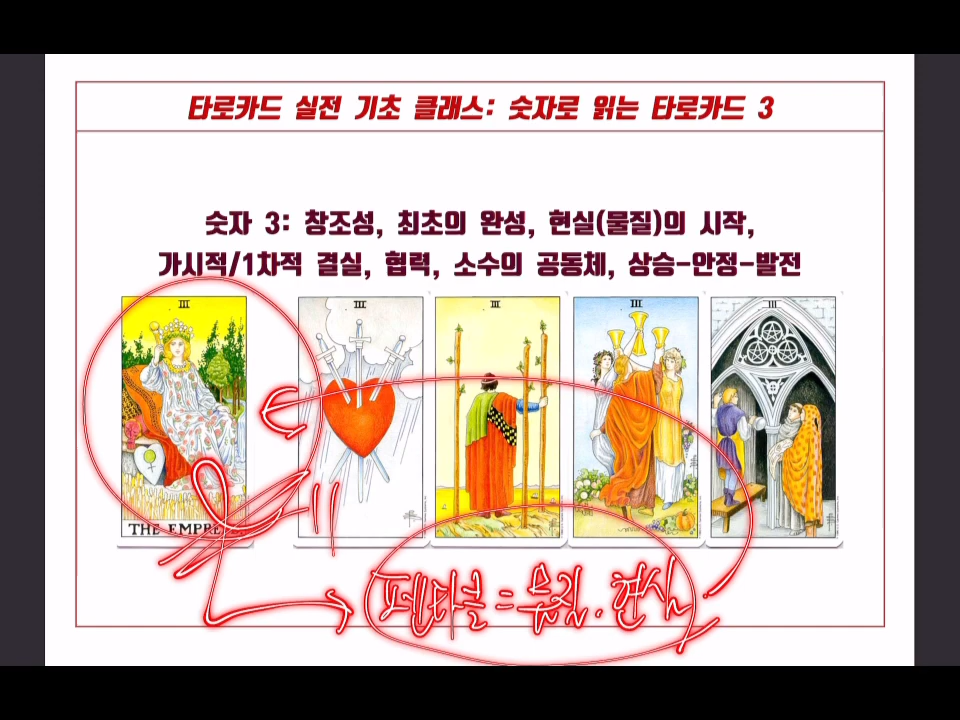 타로카드 실전 기초 클래스: 숫자로 읽는 타로카드 3
숫자 3: 창조성, 최초의 완성, 현실(물질)의 시작,
가시적/1차적 결실, 협력, 소수의 공동체, 상승-안정-발전
III
III
III
III
III
THE EMPRE
펜타클=물질.현실